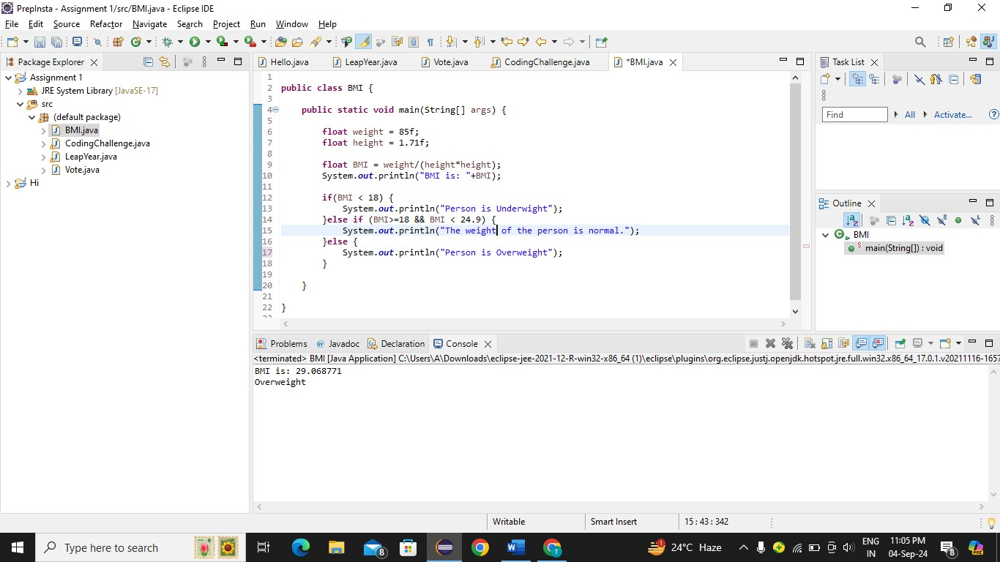 PrepInsta - Assignment 1/src/BMI.java - Eclipse IDE
File Edit Source Refactor Navigate Search Project Run Window Help
Package Explorer
Assignment 1
JRE System Library [JavaSE-17]
src
(default package)
BMI.java
CodingChallenge.java
LeapYear.java
Vote.java
Hi
Hello.java LeapYear.java Vote.java CodingChallenge.java *BMI.java
1
2 public class BMI {
3
4 public static void main(String[] args) {
5
6 float weight = 85f;
7 float height = 1.71f;
8
9 float BMI = weight/(height*height);
10 System.out.println("BMI is: "+BMI);
11
12 if(BMI < 18) {
13 System.out.println("Person is Underwight");
14 }else if (BMI>=18 && BMI < 24.9) {
15 System.out.println("The weight of the person is normal.");
16 }else {
17 System.out.println("Person is Overweight");
18 }
19
20 }
21
22 }
Task List
Find All Activate...
Outline
BMI
main(String[]) : void
Problems Javadoc Declaration Console
<terminated> BMI [Java Application] C:\Users\A\Downloads\eclipse-jee-2021-12-R-win32-x86_64 (1)\eclipse\plugins\org.eclipse.justj.openjdk.hotspot.jre.full.win32.x86_64_17.0.1.v20211116-1657
BMI is: 29.068771
Overweight
Writable Smart Insert 15 : 43 : 342
Type here to search
8
24°C Haze
ENG
IN
11:05 PM
04-Sep-24
8